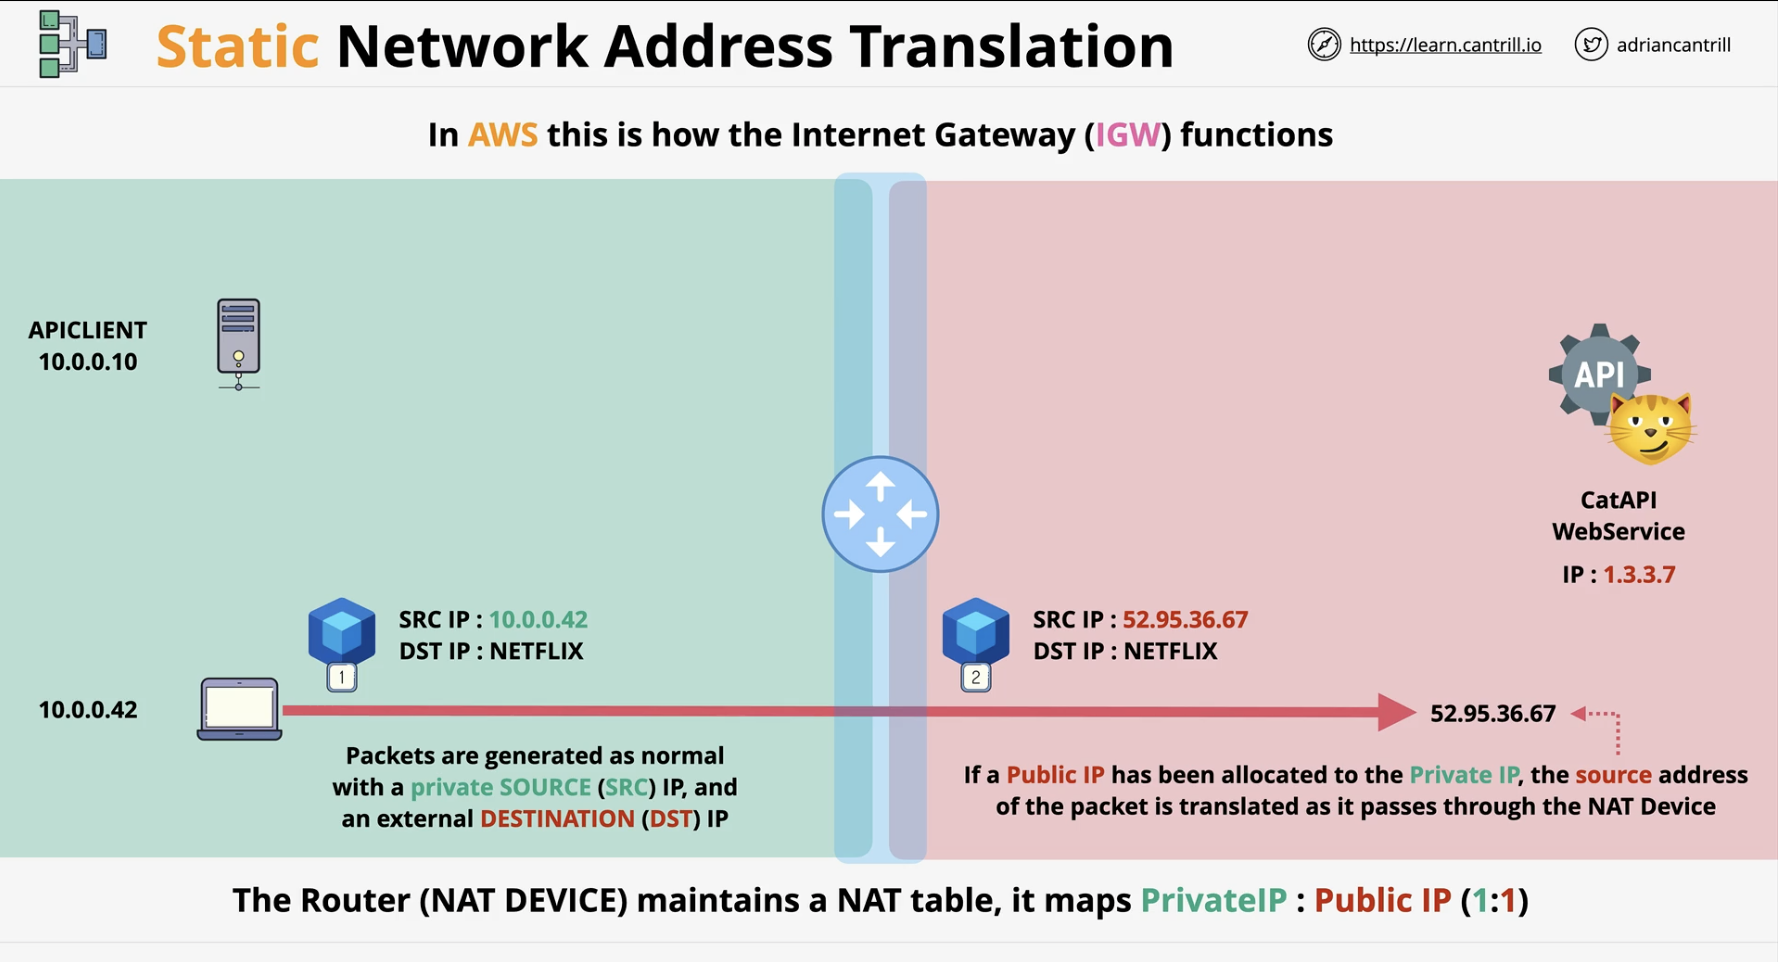 Static Network Address Translation
https://learn.cantrill.io
adriancantrill
In AWS this is how the Internet Gateway (IGW) functions
APICLIENT
10.0.0.10
API
CatAPI
WebService
IP : 1.3.3.7
SRC IP : 10.0.0.42
DST IP : NETFLIX
1
SRC IP : 52.95.36.67
DST IP : NETFLIX
2
10.0.0.42
52.95.36.67
Packets are generated as normal
with a private SOURCE (SRC) IP, and
an external DESTINATION (DST) IP
If a Public IP has been allocated to the Private IP, the source address
of the packet is translated as it passes through the NAT Device
The Router (NAT DEVICE) maintains a NAT table, it maps PrivateIP : Public IP (1:1)